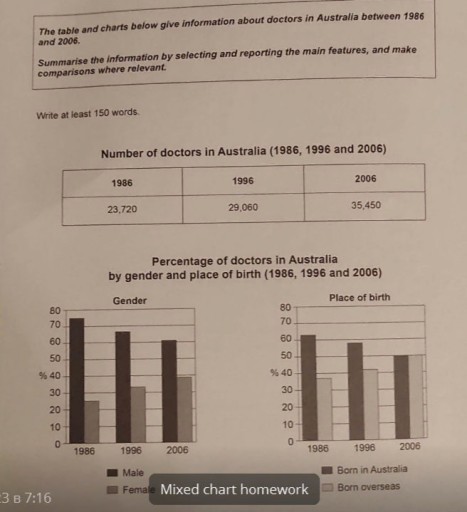 The table and charts below give information about doctors in Australia between 1986
and 2006.
Summarise the information by selecting and reporting the main features, and make
comparisons where relevant.
Write at least 150 words.
Number of doctors in Australia (1986, 1996 and 2006)
1986 1996 2006
23,720 29,060 35,450
Percentage of doctors in Australia
by gender and place of birth (1986, 1996 and 2006)
Gender
80
70
60
50
% 40
30
20
10
0
1986 1996 2006
Male
Female
Place of birth
80
70
60
50
% 40
30
20
10
0
1986 1996 2006
Born in Australia
Born overseas
Mixed chart homework
3 в 7:16